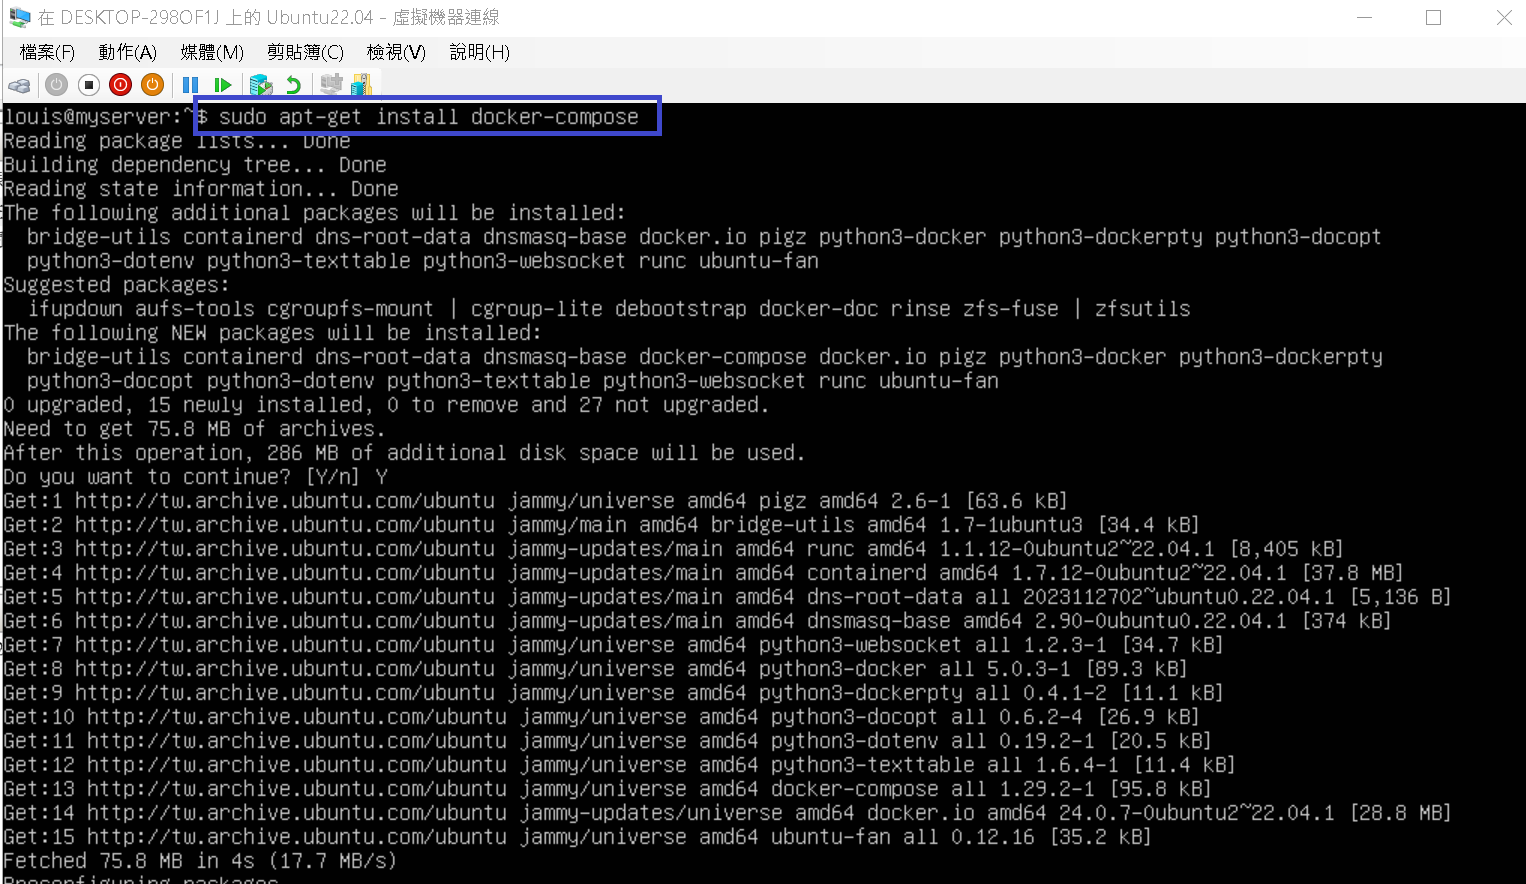 在 DESKTOP-298OF1J 上的 Ubuntu22.04 - 虛擬機器連線
檔案(F) 動作(A) 媒體(M) 剪貼簿(C) 檢視(V) 說明(H)
louis@myserver:~$ sudo apt-get install docker-compose
Reading package lists... Done
Building dependency tree... Done
Reading state information... Done
The following additional packages will be installed:
  bridge-utils containerd dns-root-data dnsmasq-base docker.io pigz python3-docker python3-dockerpty python3-docopt
  python3-dotenv python3-texttable python3-websocket runc ubuntu-fan
Suggested packages:
  ifupdown aufs-tools cgroupfs-mount | cgroup-lite debootstrap docker-doc rinse zfs-fuse | zfsutils
The following NEW packages will be installed:
  bridge-utils containerd dns-root-data dnsmasq-base docker-compose docker.io pigz python3-docker python3-dockerpty
  python3-docopt python3-dotenv python3-texttable python3-websocket runc ubuntu-fan
0 upgraded, 15 newly installed, 0 to remove and 27 not upgraded.
Need to get 75.8 MB of archives.
After this operation, 286 MB of additional disk space will be used.
Do you want to continue? [Y/n] Y
Get:1 http://tw.archive.ubuntu.com/ubuntu jammy/universe amd64 pigz amd64 2.6-1 [63.6 kB]
Get:2 http://tw.archive.ubuntu.com/ubuntu jammy/main amd64 bridge-utils amd64 1.7-1ubuntu3 [34.4 kB]
Get:3 http://tw.archive.ubuntu.com/ubuntu jammy-updates/main amd64 runc amd64 1.1.12-0ubuntu2~22.04.1 [8,405 kB]
Get:4 http://tw.archive.ubuntu.com/ubuntu jammy-updates/main amd64 containerd amd64 1.7.12-0ubuntu2~22.04.1 [37.8 MB]
Get:5 http://tw.archive.ubuntu.com/ubuntu jammy-updates/main amd64 dns-root-data all 2023112702~ubuntu0.22.04.1 [5,136 B]
Get:6 http://tw.archive.ubuntu.com/ubuntu jammy-updates/main amd64 dnsmasq-base amd64 2.90-0ubuntu0.22.04.1 [374 kB]
Get:7 http://tw.archive.ubuntu.com/ubuntu jammy/universe amd64 python3-websocket all 1.2.3-1 [34.7 kB]
Get:8 http://tw.archive.ubuntu.com/ubuntu jammy/universe amd64 python3-docker all 5.0.3-1 [89.3 kB]
Get:9 http://tw.archive.ubuntu.com/ubuntu jammy/universe amd64 python3-dockerpty all 0.4.1-2 [11.1 kB]
Get:10 http://tw.archive.ubuntu.com/ubuntu jammy/universe amd64 python3-docopt all 0.6.2-4 [26.9 kB]
Get:11 http://tw.archive.ubuntu.com/ubuntu jammy/universe amd64 python3-dotenv all 0.19.2-1 [20.5 kB]
Get:12 http://tw.archive.ubuntu.com/ubuntu jammy/universe amd64 python3-texttable all 1.6.4-1 [11.4 kB]
Get:13 http://tw.archive.ubuntu.com/ubuntu jammy/universe amd64 docker-compose all 1.29.2-1 [95.8 kB]
Get:14 http://tw.archive.ubuntu.com/ubuntu jammy-updates/universe amd64 docker.io amd64 24.0.7-0ubuntu2~22.04.1 [28.8 MB]
Get:15 http://tw.archive.ubuntu.com/ubuntu jammy/universe amd64 ubuntu-fan all 0.12.16 [35.2 kB]
Fetched 75.8 MB in 4s (17.7 MB/s)
Preconfiguring packages